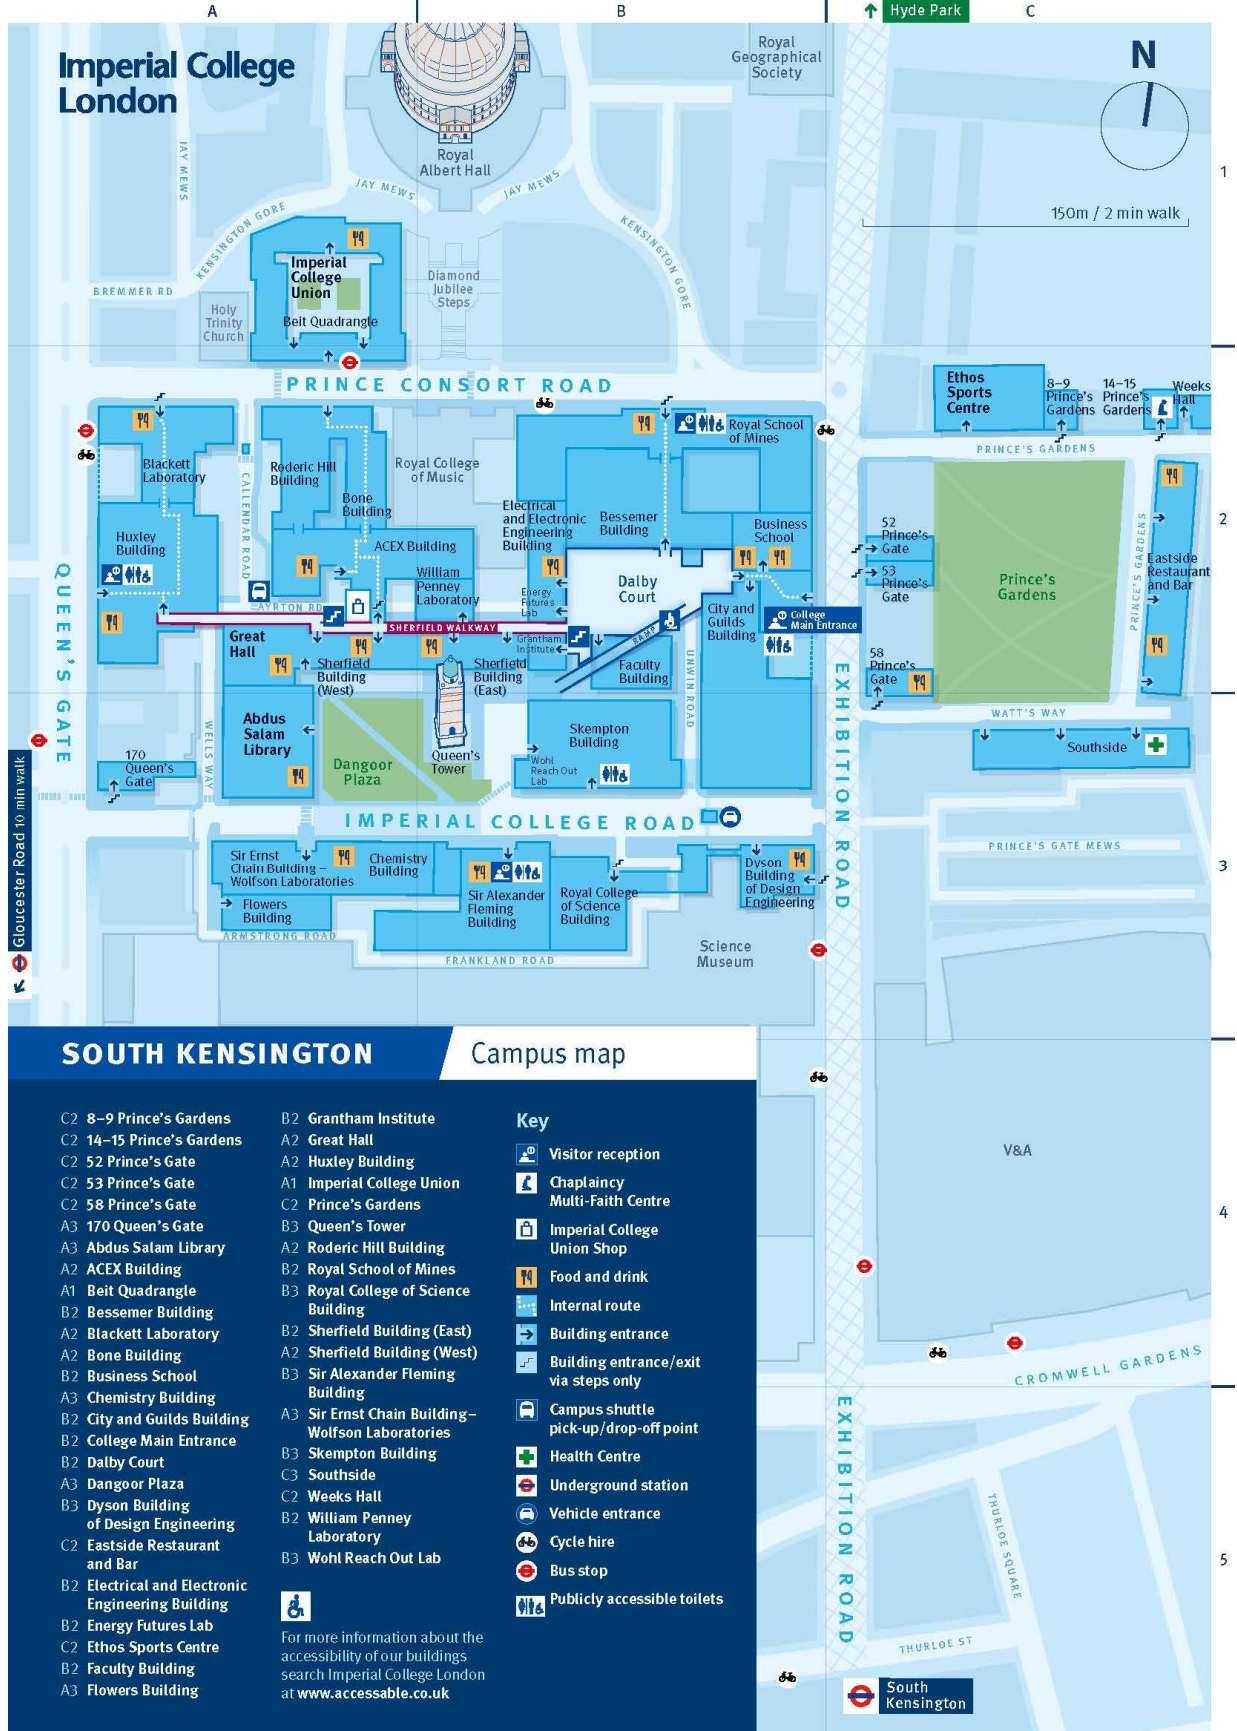 A
B
Hyde Park
C
Imperial College
London
Royal
Geographical
Society
N
Royal
Albert Hall
JAY MEWS
JAY MEWS
JAY MEWS
1
KENSINGTON GORE
KENSINGTON GORE
150m / 2 min walk
Imperial
College
Union
Beit Quadrangle
Diamond
Jubilee
Steps
BREMMER RD
Holy
Trinity
Church
PRINCE CONSORT ROAD
Ethos
Sports
Centre
8–9
Prince's
Gardens
14–15
Prince's
Gardens
Weeks
Hall
PRINCE'S GARDENS
Blackett
Laboratory
Roderic Hill
Building
Bone
Building
Royal College
of Music
Royal School
of Mines
CALLENDAR ROAD
Electrical
and Electronic
Engineering
Building
Bessemer
Building
Business
School
2
52
Prince's
Gate
53
Prince's
Gate
Huxley
Building
ACEX Building
William
Penney
Laboratory
Energy
Futures
Lab
Dalby
Court
Prince's
Gardens
PRINCE'S GARDENS
Eastside
Restaurant
and Bar
QUEEN'S GATE
AYRTON RD
SHERFIELD WALKWAY
City and
Guilds
Building
College
Main Entrance
Great
Hall
Grantham
Institute
RAMP
Sherfield
Building
(West)
Sherfield
Building
(East)
Faculty
Building
UNWIN ROAD
58
Prince's
Gate
EXHIBITION ROAD
WATT'S WAY
Abdus
Salam
Library
WELLS WAY
Skempton
Building
Southside
170
Queen's
Gate
Dangoor
Plaza
Queen's
Tower
Wohl
Reach Out
Lab
Gloucester Road 10 min walk
IMPERIAL COLLEGE ROAD
PRINCE'S GATE MEWS
3
Sir Ernst
Chain Building –
Wolfson Laboratories
Chemistry
Building
Sir Alexander
Fleming
Building
Royal College
of Science
Building
Dyson
Building
of Design
Engineering
Flowers
Building
ARMSTRONG ROAD
FRANKLAND ROAD
Science
Museum
SOUTH KENSINGTON
Campus map
C2 8–9 Prince's Gardens
C2 14–15 Prince's Gardens
C2 52 Prince's Gate
C2 53 Prince's Gate
C2 58 Prince's Gate
A3 170 Queen's Gate
A3 Abdus Salam Library
A2 ACEX Building
A1 Beit Quadrangle
B2 Bessemer Building
A2 Blackett Laboratory
A2 Bone Building
B2 Business School
A3 Chemistry Building
B2 City and Guilds Building
B2 College Main Entrance
B2 Dalby Court
A3 Dangoor Plaza
B3 Dyson Building
of Design Engineering
C2 Eastside Restaurant
and Bar
B2 Electrical and Electronic
Engineering Building
B2 Energy Futures Lab
C2 Ethos Sports Centre
B2 Faculty Building
A3 Flowers Building
B2 Grantham Institute
A2 Great Hall
A2 Huxley Building
A1 Imperial College Union
C2 Prince's Gardens
B3 Queen's Tower
A2 Roderic Hill Building
B2 Royal School of Mines
B3 Royal College of Science
Building
B2 Sherfield Building (East)
A2 Sherfield Building (West)
B3 Sir Alexander Fleming
Building
A3 Sir Ernst Chain Building–
Wolfson Laboratories
B3 Skempton Building
C3 Southside
C2 Weeks Hall
B2 William Penney
Laboratory
B3 Wohl Reach Out Lab
For more information about the
accessibility of our buildings
search Imperial College London
at www.accessable.co.uk
Key
Visitor reception
Chaplaincy
Multi-Faith Centre
Imperial College
Union Shop
Food and drink
Internal route
Building entrance
Building entrance/exit
via steps only
Campus shuttle
pick-up/drop-off point
Health Centre
Underground station
Vehicle entrance
Cycle hire
Bus stop
Publicly accessible toilets
V&A
4
CROMWELL GARDENS
EXHIBITION ROAD
THURLOE SQUARE
5
THURLOE ST
South
Kensington